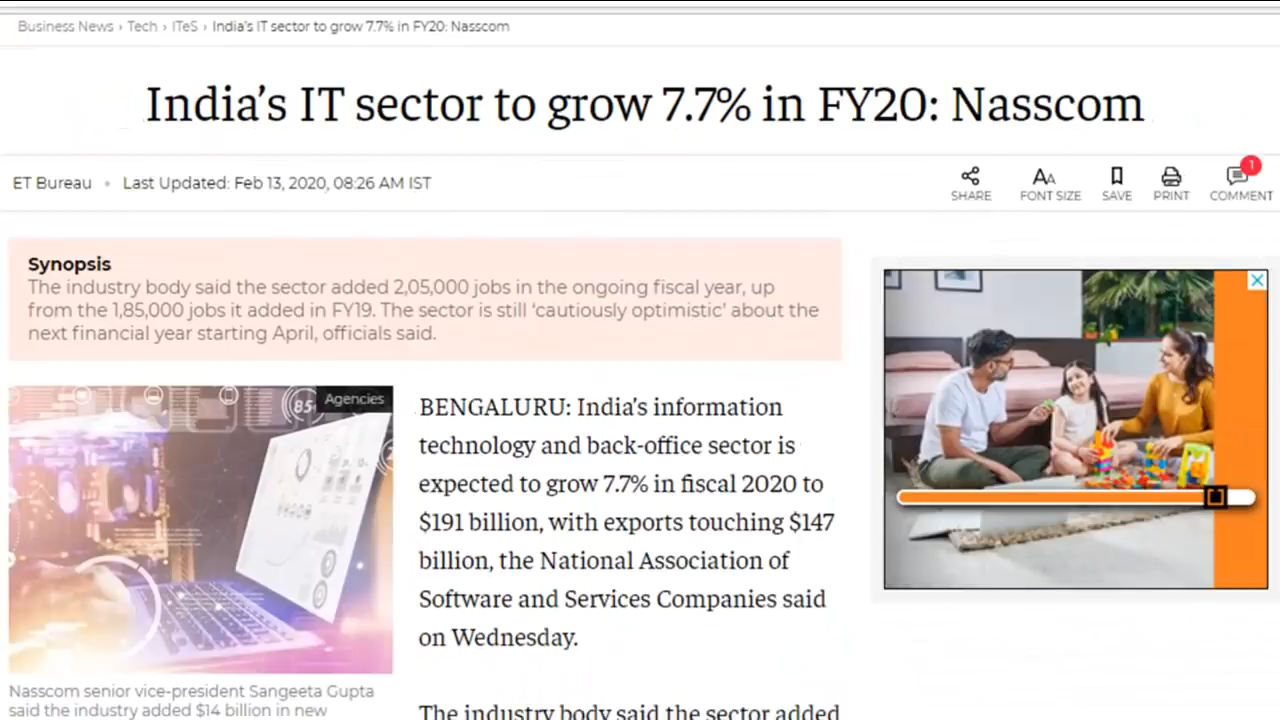 Business News › Tech › ITeS › India's IT sector to grow 7.7% in FY20: Nasscom
India's IT sector to grow 7.7% in FY20: Nasscom
ET Bureau • Last Updated: Feb 13, 2020, 08:26 AM IST
SHARE
FONT SIZE
SAVE
PRINT
1
COMMENT
Synopsis
The industry body said the sector added 2,05,000 jobs in the ongoing fiscal year, up
from the 1,85,000 jobs it added in FY19. The sector is still 'cautiously optimistic' about the
next financial year starting April, officials said.
Agencies
85
BENGALURU: India's information
technology and back-office sector is
expected to grow 7.7% in fiscal 2020 to
$191 billion, with exports touching $147
billion, the National Association of
Software and Services Companies said
on Wednesday.
Nasscom senior vice-president Sangeeta Gupta
said the industry added $14 billion in new
The industry body said the sector added